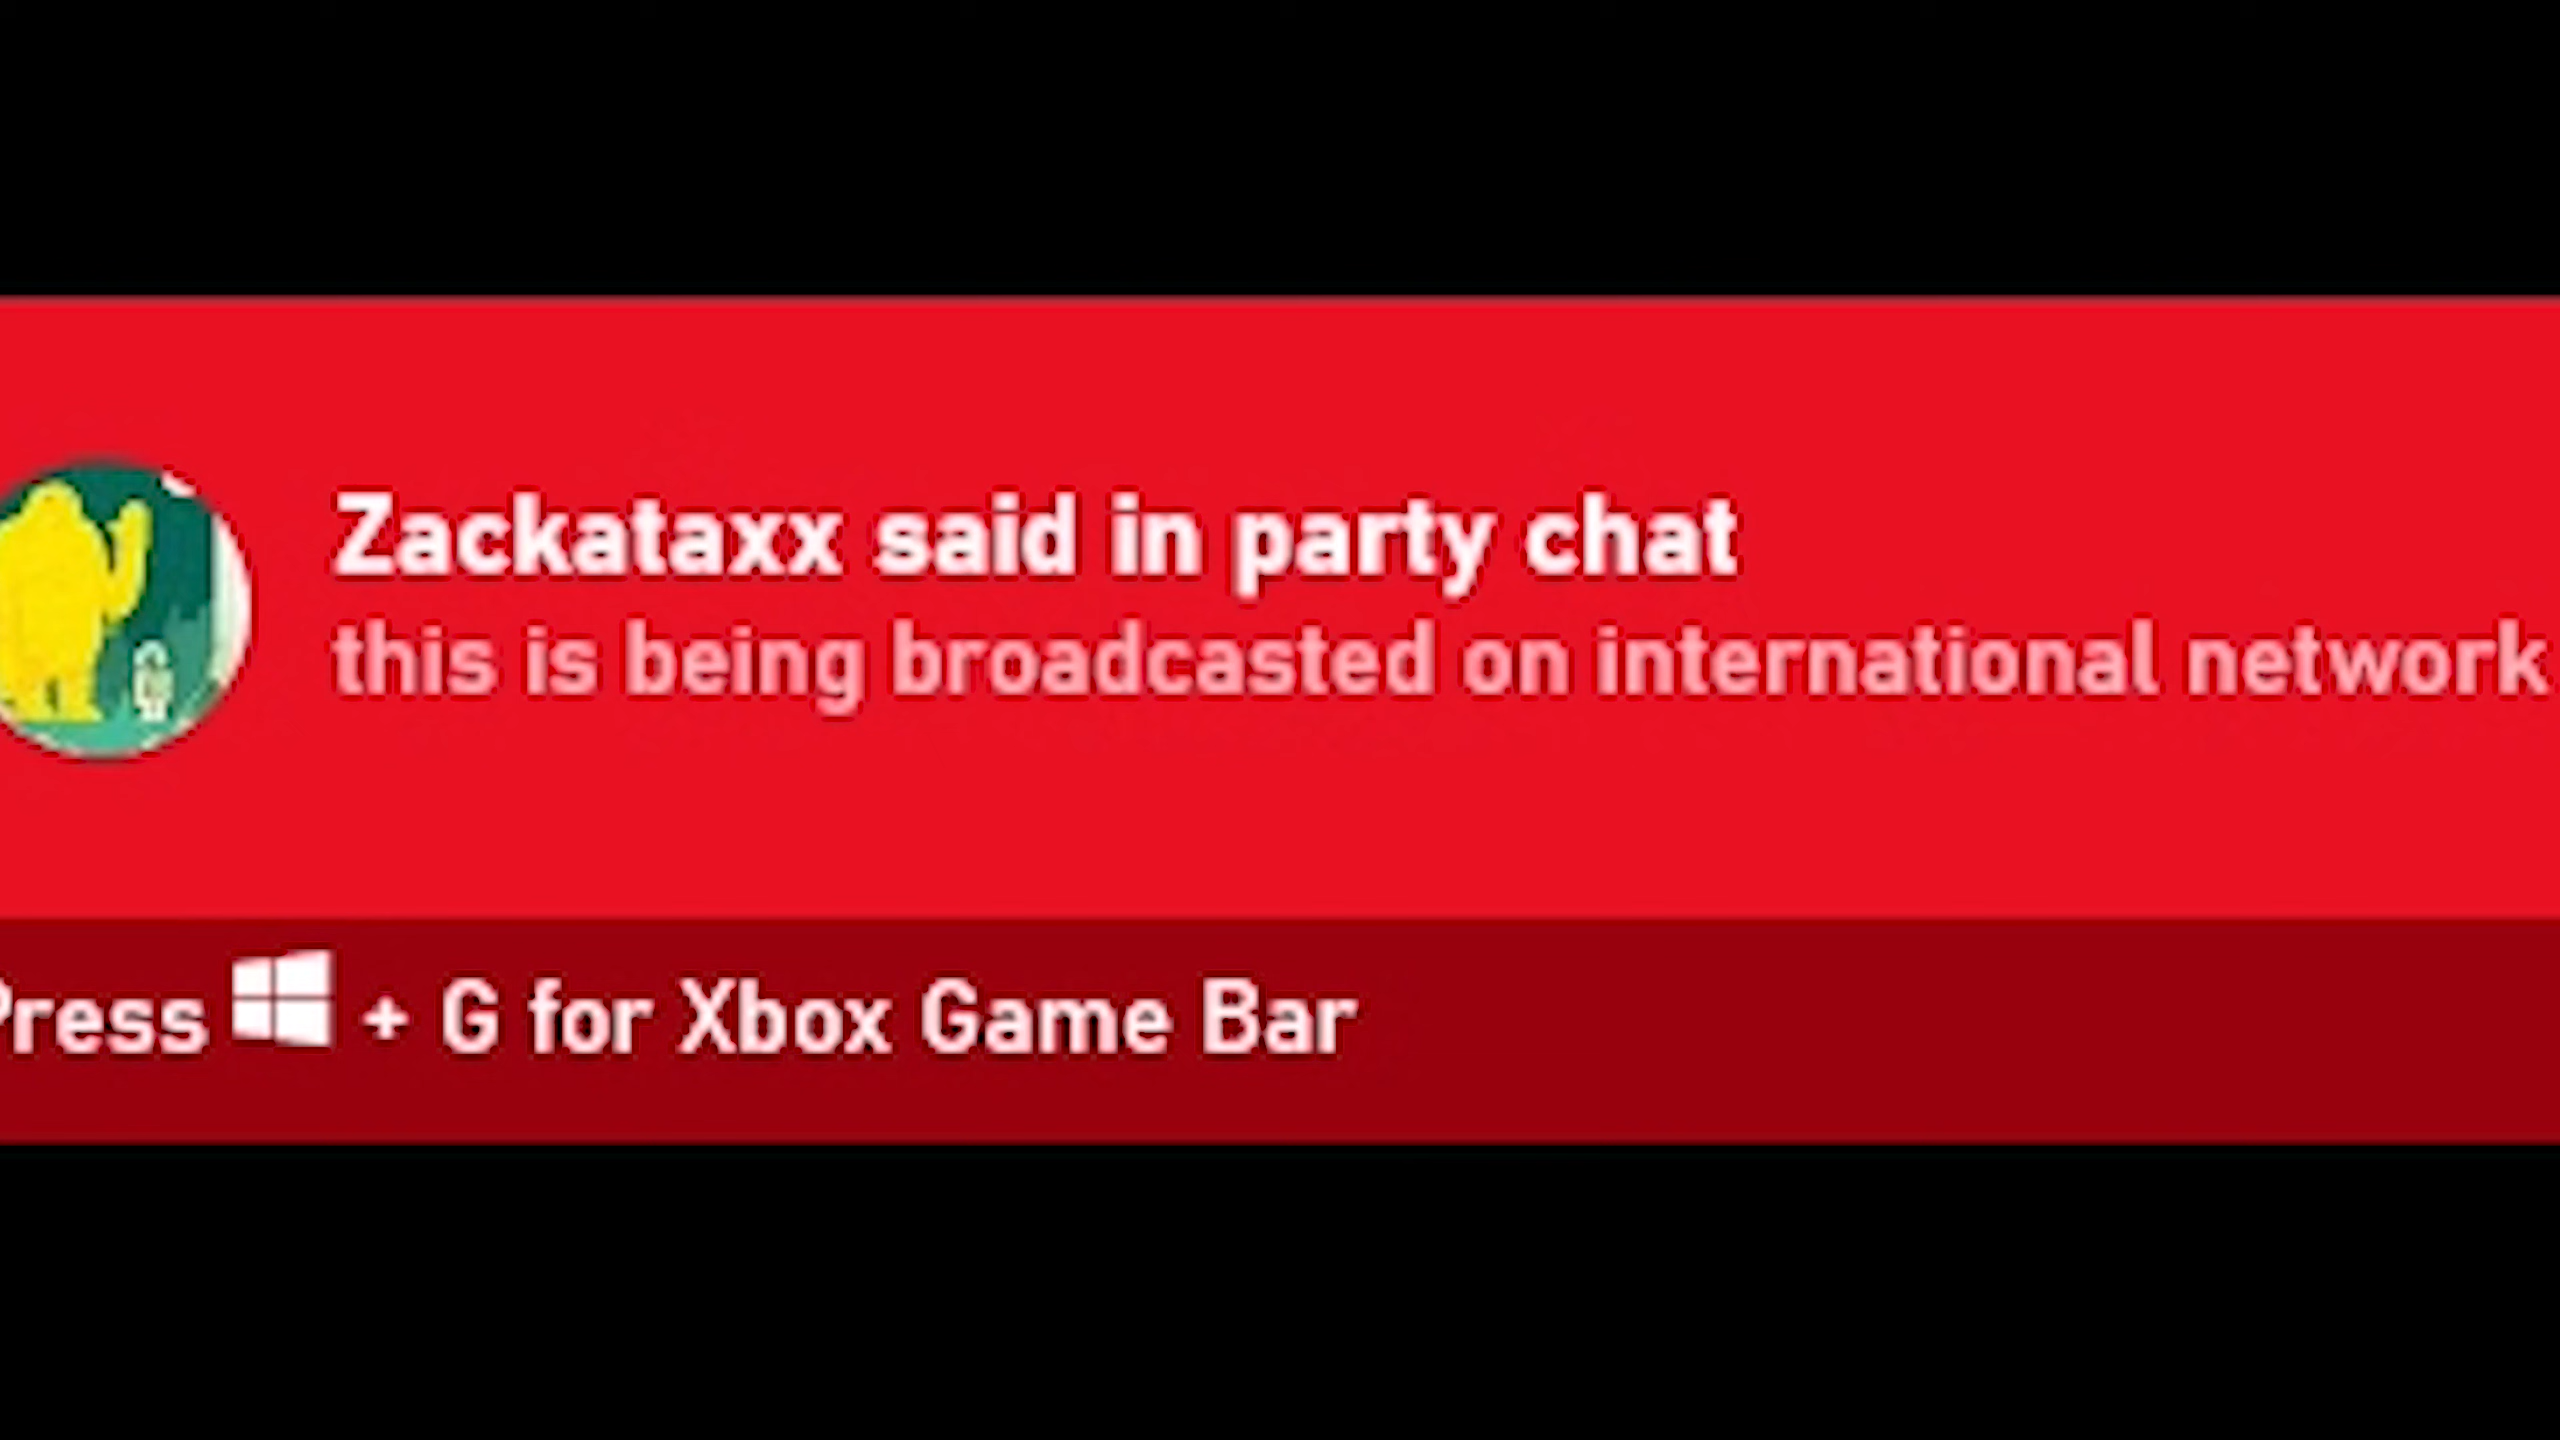 Zackataxx said in party chat
this is being broadcasted on international network
Press + G for Xbox Game Bar